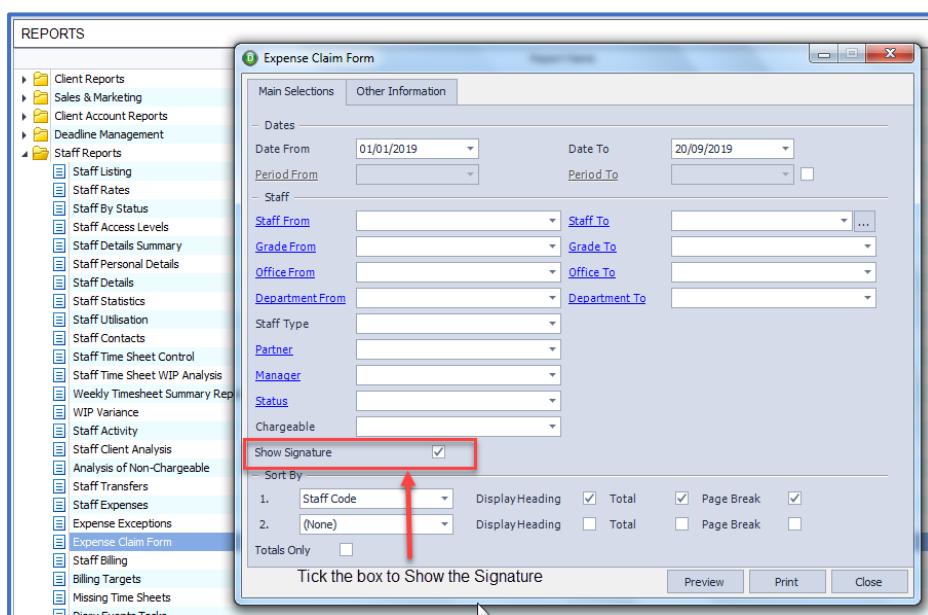 REPORTS
Client Reports
Sales & Marketing
Client Account Reports
Deadline Management
Staff Reports
Staff Listing
Staff Rates
Staff By Status
Staff Access Levels
Staff Details Summary
Staff Personal Details
Staff Details
Staff Statistics
Staff Utilisation
Staff Contacts
Staff Time Sheet Control
Staff Time Sheet WIP Analysis
Weekly Timesheet Summary Rep
WIP Variance
Staff Activity
Staff Client Analysis
Analysis of Non-Chargeable
Staff Transfers
Staff Expenses
Expense Exceptions
Expense Claim Form
Staff Billing
Billing Targets
Missing Time Sheets
Diary Events Tasks
Expense Claim Form
Main Selections Other Information
Dates
Date From 01/01/2019 Date To 20/09/2019
Period From Period To
Staff
Staff From Staff To ...
Grade From Grade To
Office From Office To
Department From Department To
Staff Type
Partner
Manager
Status
Chargeable
Show Signature
Sort By
1. Staff Code Display Heading Total Page Break
2. (None) Display Heading Total Page Break
Totals Only
Tick the box to Show the Signature
Preview Print Close